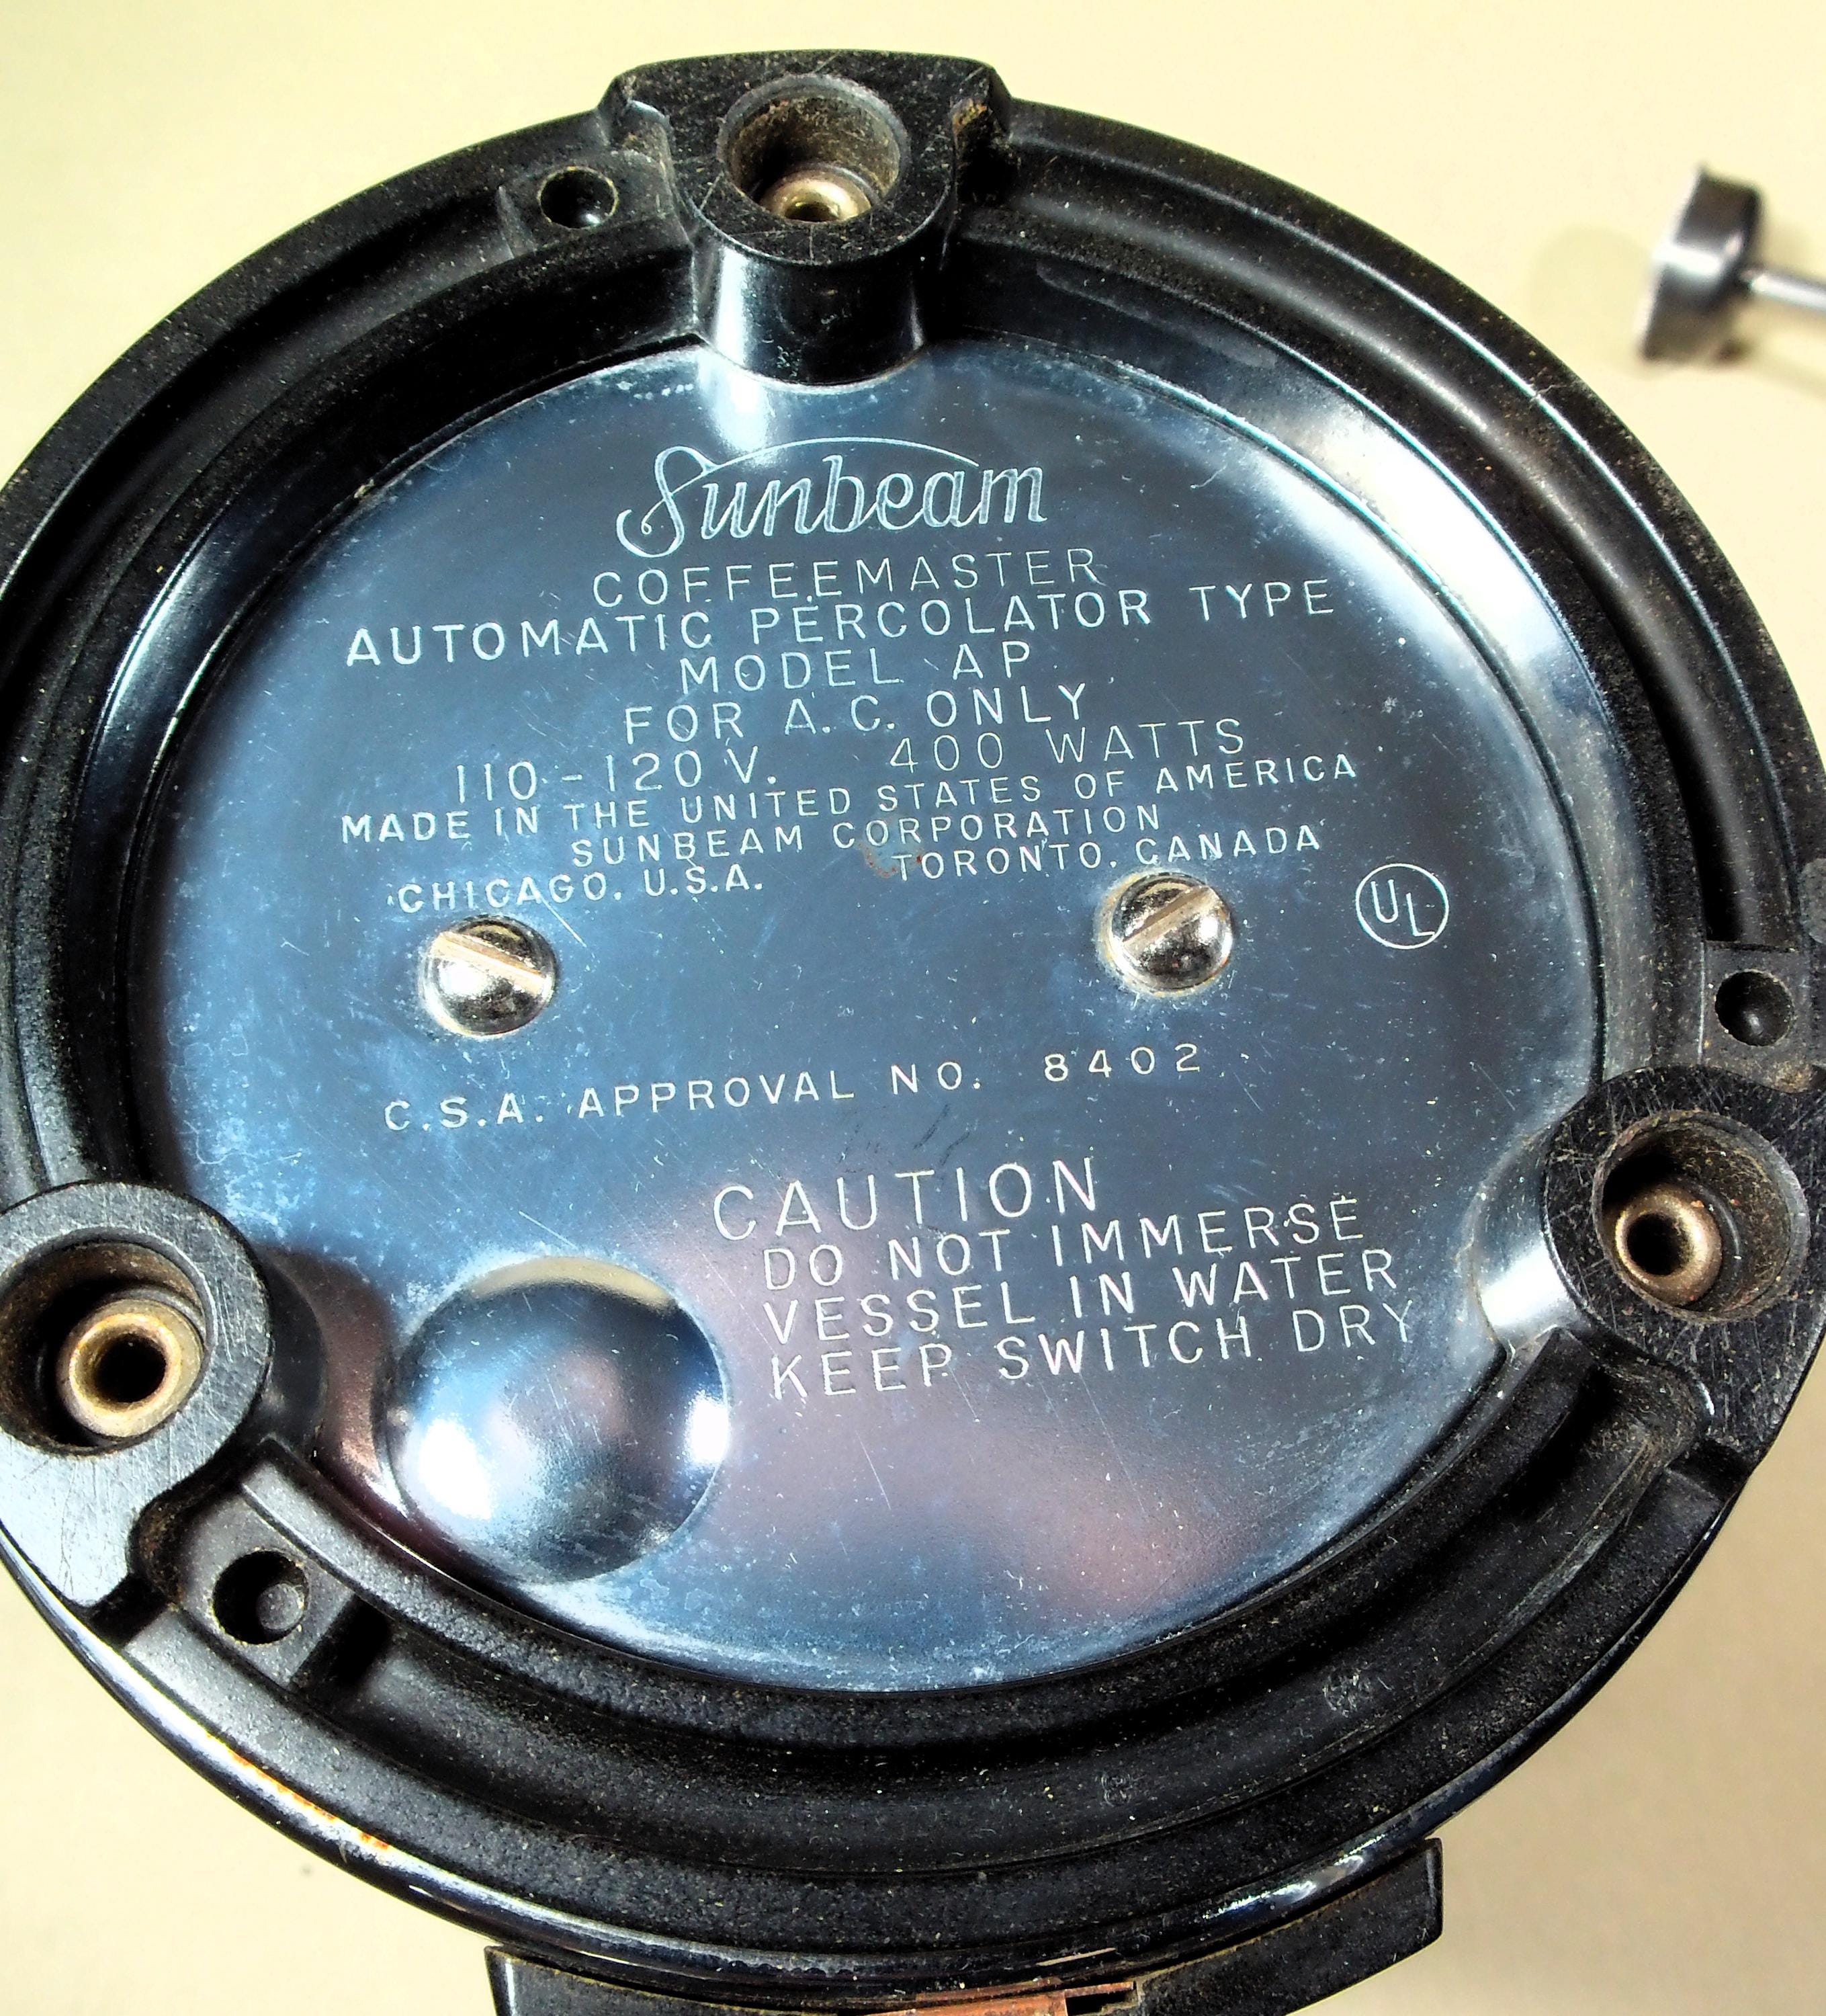 Sunbeam
COFFEEMASTER
AUTOMATIC PERCOLATOR TYPE
MODEL AP
FOR A.C. ONLY
110-120 V. 400 WATTS
MADE IN THE UNITED STATES OF AMERICA
SUNBEAM CORPORATION
CHICAGO, U.S.A. TORONTO, CANADA
UL
C.S.A. APPROVAL NO. 8402
CAUTION
DO NOT IMMERSE
VESSEL IN WATER
KEEP SWITCH DRY